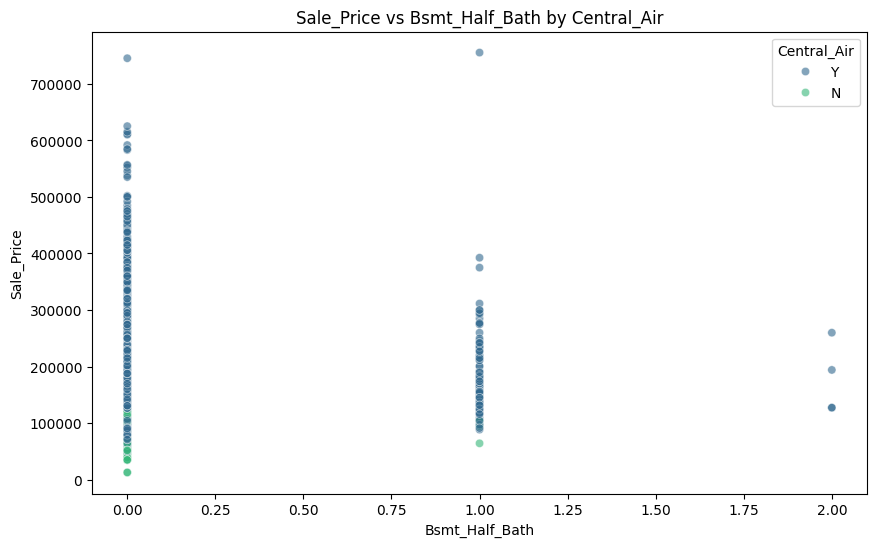 Sale_Price vs Bsmt_Half_Bath by Central_Air
Central_Air
Y
N
700000
600000
500000
400000
300000
200000
100000
0
Sale_Price
0.00 0.25 0.50 0.75 1.00 1.25 1.50 1.75 2.00
Bsmt_Half_Bath